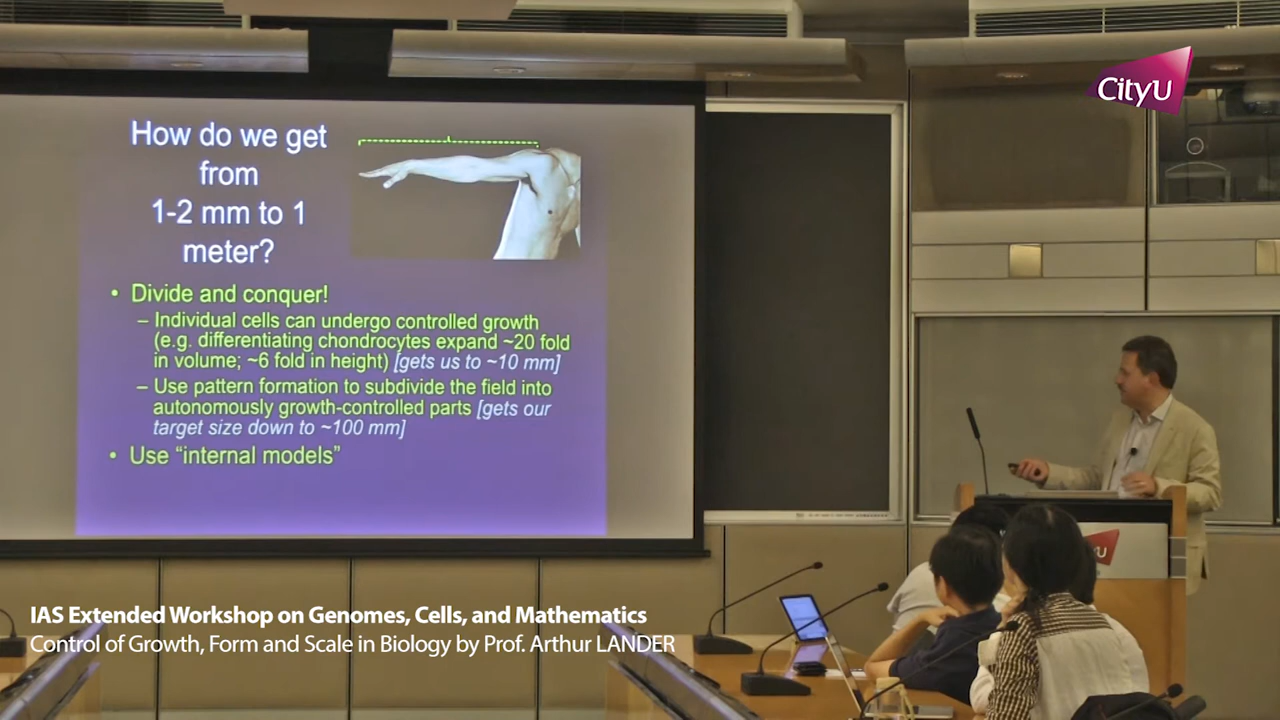 CityU
How do we get
from
1-2 mm to 1
meter?
• Divide and conquer!
– Individual cells can undergo controlled growth
(e.g. differentiating chondrocytes expand ~20 fold
in volume; ~6 fold in height) [gets us to ~10 mm]
– Use pattern formation to subdivide the field into
autonomously growth-controlled parts [gets our
target size down to ~100 mm]
• Use “internal models”
IAS Extended Workshop on Genomes, Cells, and Mathematics
Control of Growth, Form and Scale in Biology by Prof. Arthur LANDER